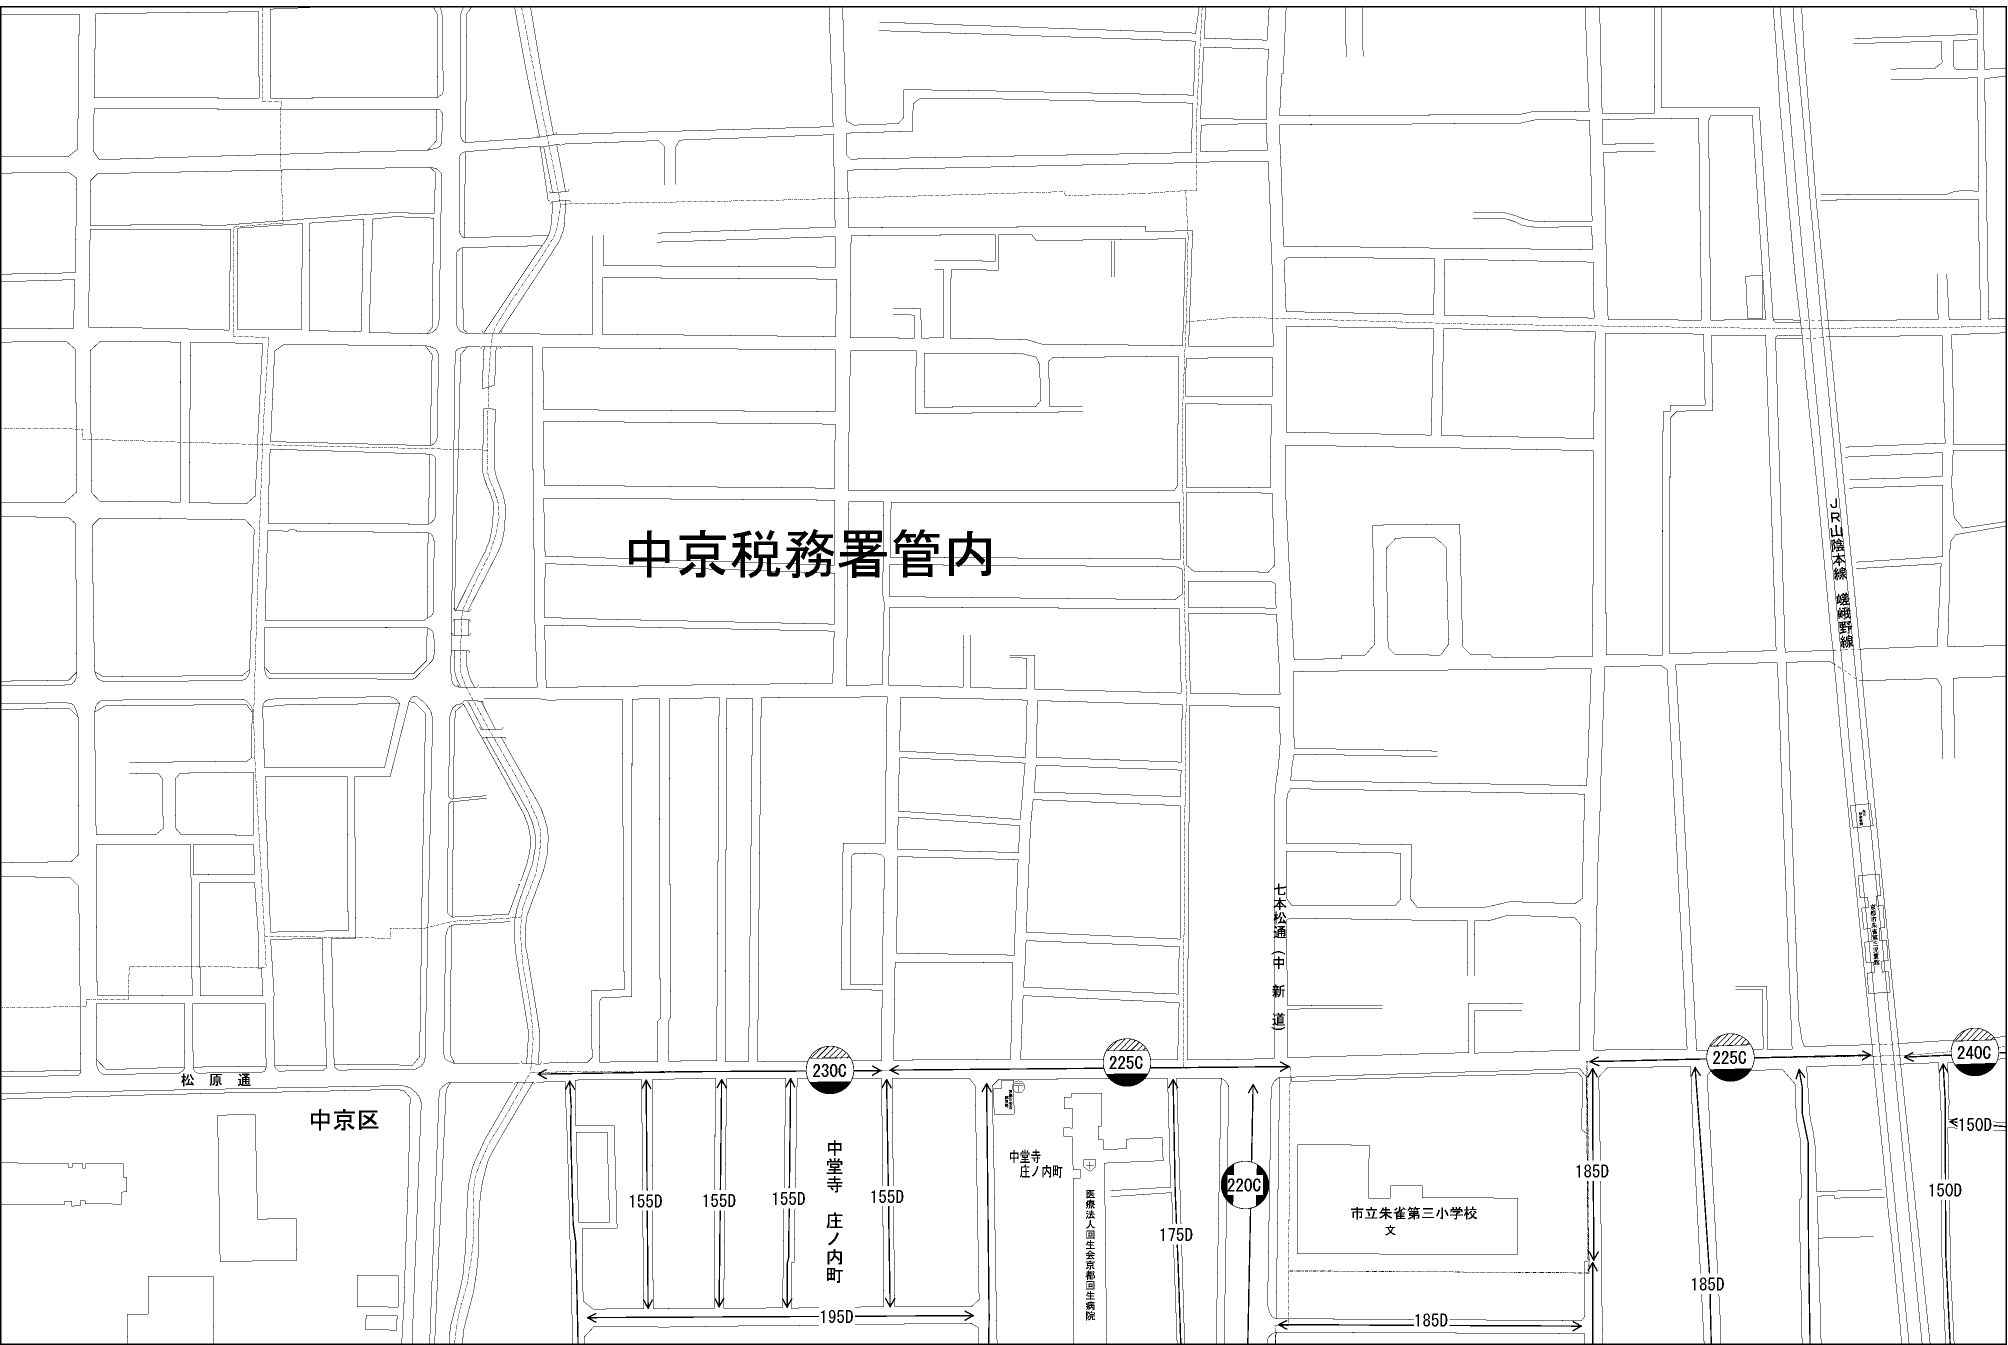 中京税務署管内
JR山陰本線 嵯峨野線
七本松通(中新道)
230C
225C
225C
240C
松原通
中京区
150D
中堂寺 庄ノ内町
中堂寺
庄ノ内町
155D
155D
155D
155D
220C
185D
150D
医療法人回生会京都回生病院
市立朱雀第三小学校
文
175D
185D
195D
185D